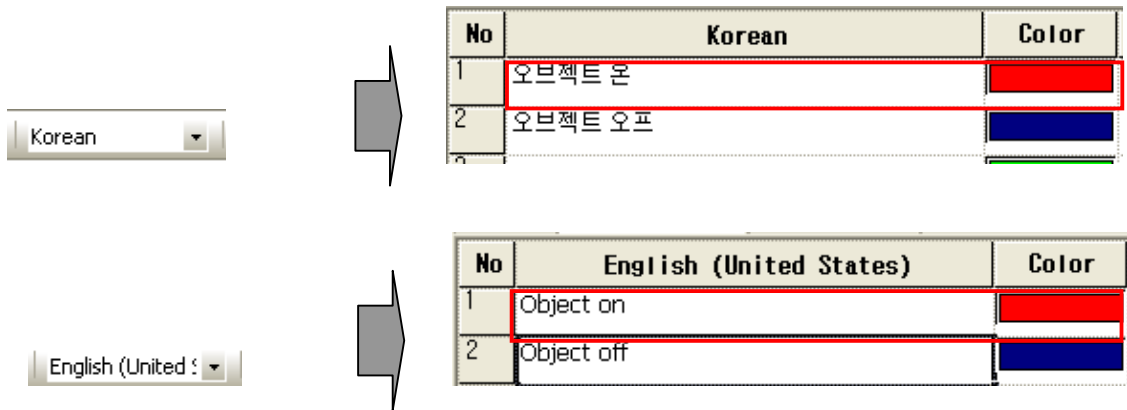 No Korean Color
1 오브젝트 온
2 오브젝트 오프
Korean
No English (United States) Color
1 Object on
2 Object off
English (United